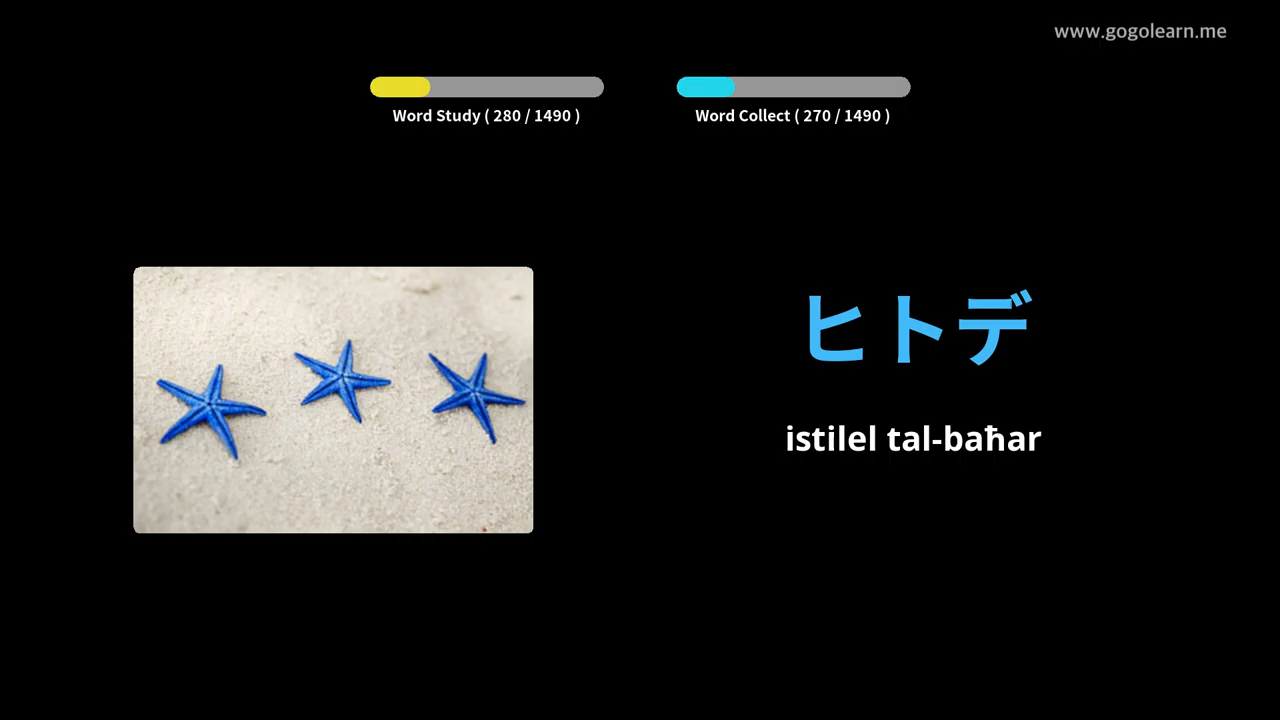 www.gogolearn.me
Word Study ( 280 / 1490 )
Word Collect ( 270 / 1490 )
ヒトデ
istilel tal-baħar